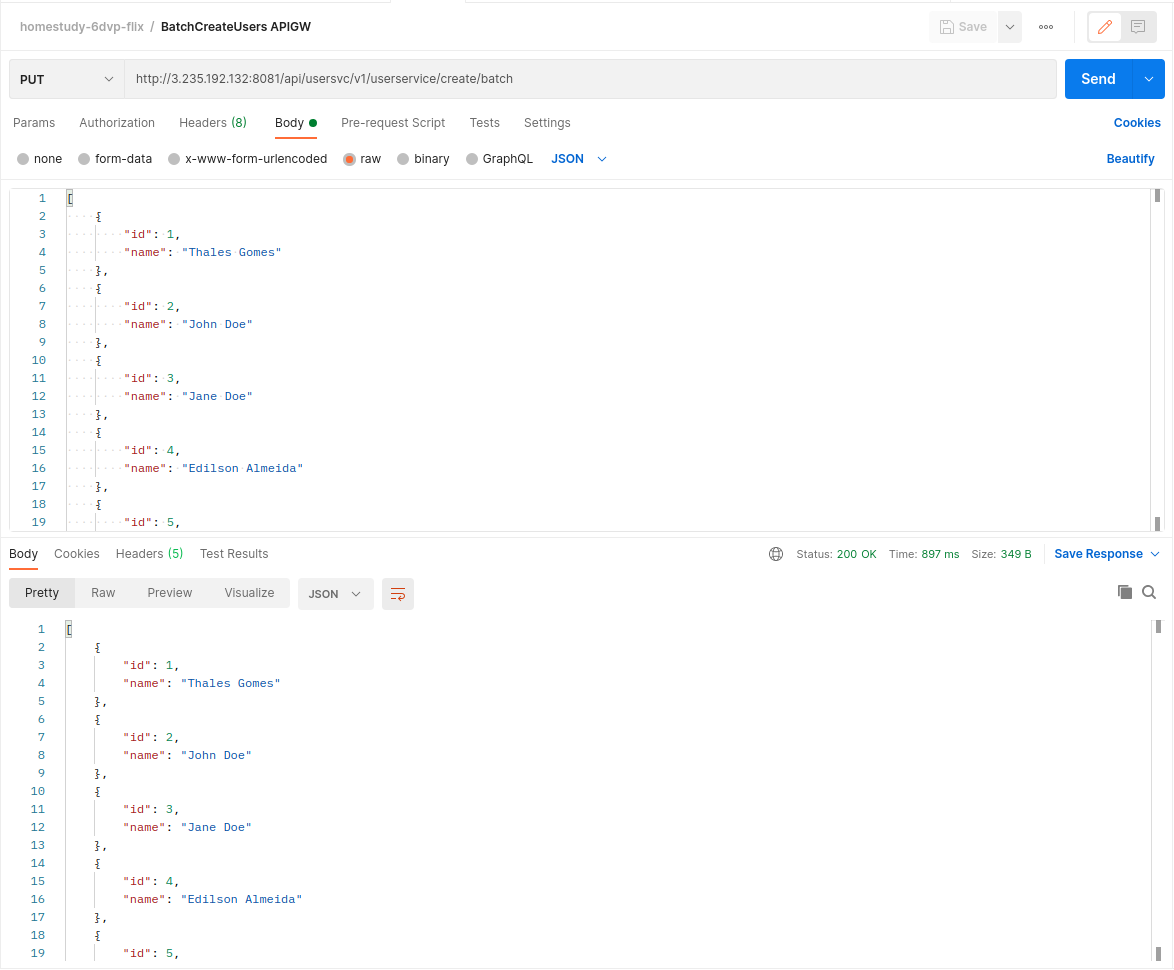 homestudy-6dvp-flix / BatchCreateUsers APIGW
Save
PUT http://3.235.192.132:8081/api/usersvc/v1/userservice/create/batch Send
Params Authorization Headers (8) Body Pre-request Script Tests Settings Cookies
none form-data x-www-form-urlencoded raw binary GraphQL JSON Beautify
1 [
2 {
3 "id": 1,
4 "name": "Thales Gomes"
5 },
6 {
7 "id": 2,
8 "name": "John Doe"
9 },
10 {
11 "id": 3,
12 "name": "Jane Doe"
13 },
14 {
15 "id": 4,
16 "name": "Edilson Almeida"
17 },
18 {
19 "id": 5,
Body Cookies Headers (5) Test Results Status: 200 OK Time: 897 ms Size: 349 B Save Response
Pretty Raw Preview Visualize JSON
1 [
2 {
3 "id": 1,
4 "name": "Thales Gomes"
5 },
6 {
7 "id": 2,
8 "name": "John Doe"
9 },
10 {
11 "id": 3,
12 "name": "Jane Doe"
13 },
14 {
15 "id": 4,
16 "name": "Edilson Almeida"
17 },
18 {
19 "id": 5,